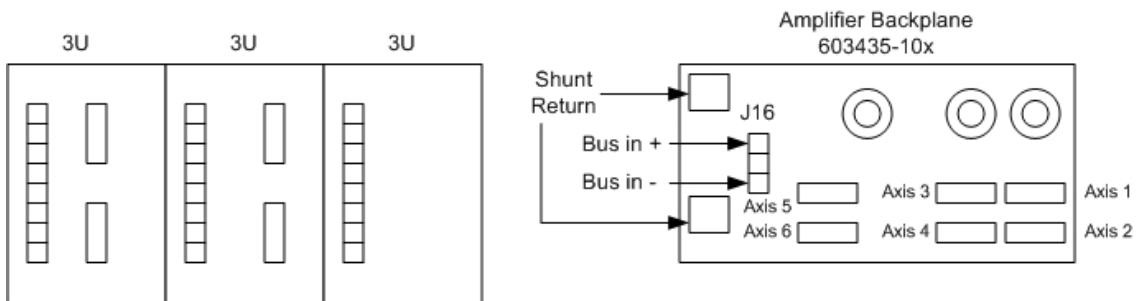 3U
3U
3U
Amplifier Backplane
603435-10x
Shunt
Return
J16
Bus in +
Bus in -
Axis 5
Axis 3
Axis 1
Axis 6
Axis 4
Axis 2